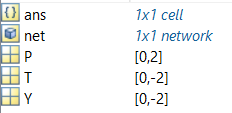 ans 1x1 cell
net 1x1 network
P [0,2]
T [0,-2]
Y [0,-2]